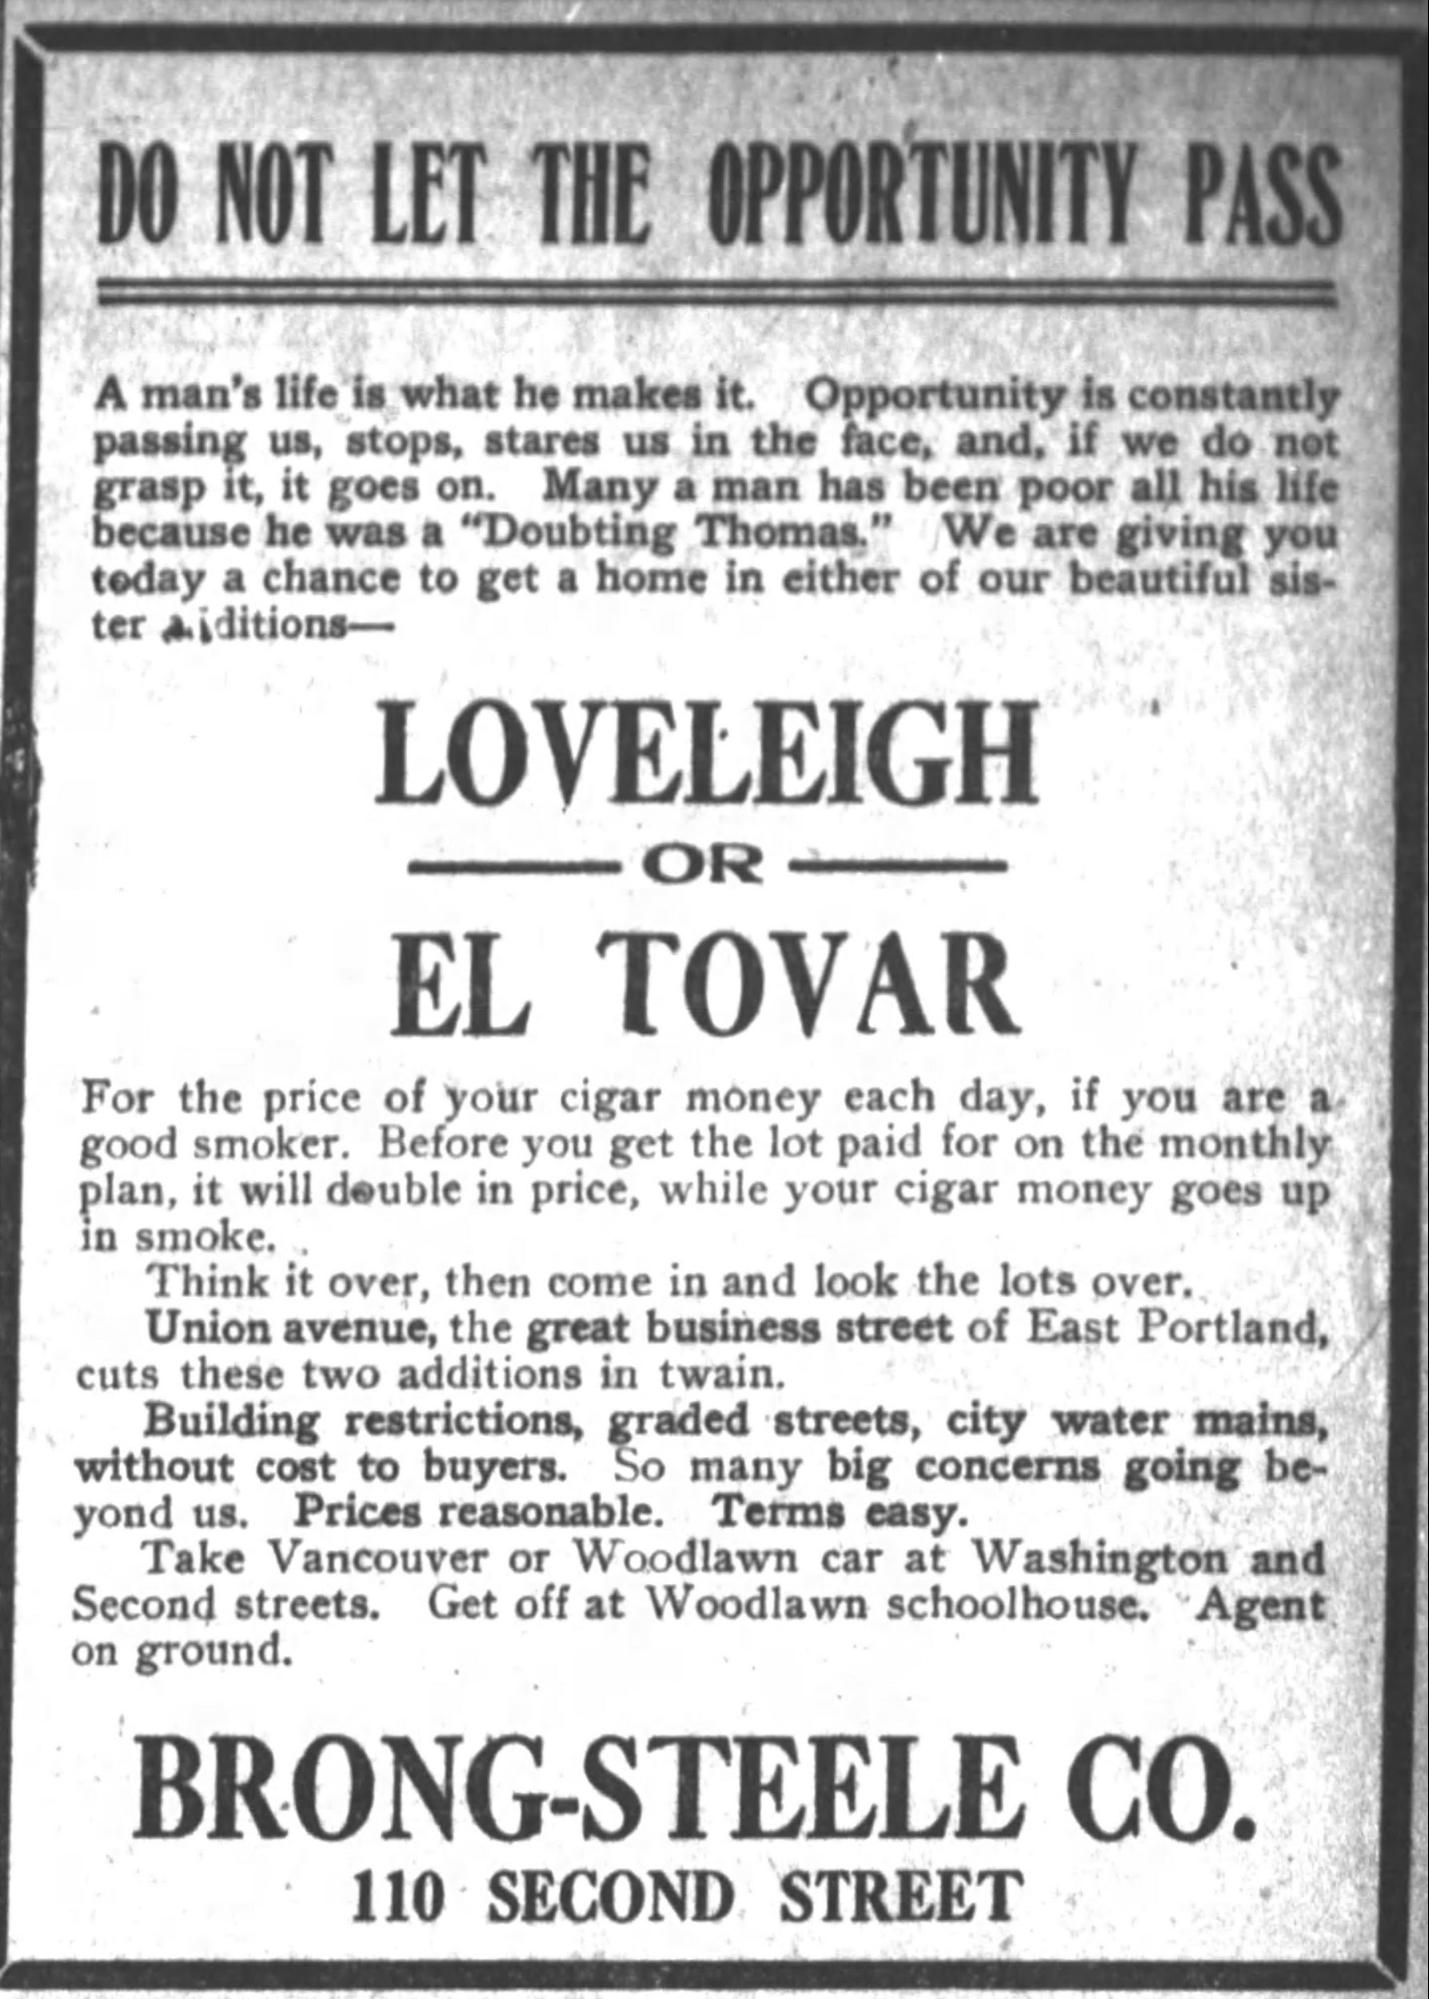 DO NOT LET THE OPPORTUNITY PASS
A man's life is what he makes it. Opportunity is constantly
passing us, stops, stares us in the face, and, if we do not
grasp it, it goes on. Many a man has been poor all his life
because he was a "Doubting Thomas." We are giving you
today a chance to get a home in either of our beautiful sis-
ter additions—
LOVELEIGH
OR
EL TOVAR
For the price of your cigar money each day, if you are a
good smoker. Before you get the lot paid for on the monthly
plan, it will double in price, while your cigar money goes up
in smoke.
Think it over, then come in and look the lots over.
Union avenue, the great business street of East Portland,
cuts these two additions in twain.
Building restrictions, graded streets, city water mains,
without cost to buyers. So many big concerns going be-
yond us. Prices reasonable. Terms easy.
Take Vancouver or Woodlawn car at Washington and
Second streets. Get off at Woodlawn schoolhouse. Agent
on ground.
BRONG-STEELE CO.
110 SECOND STREET